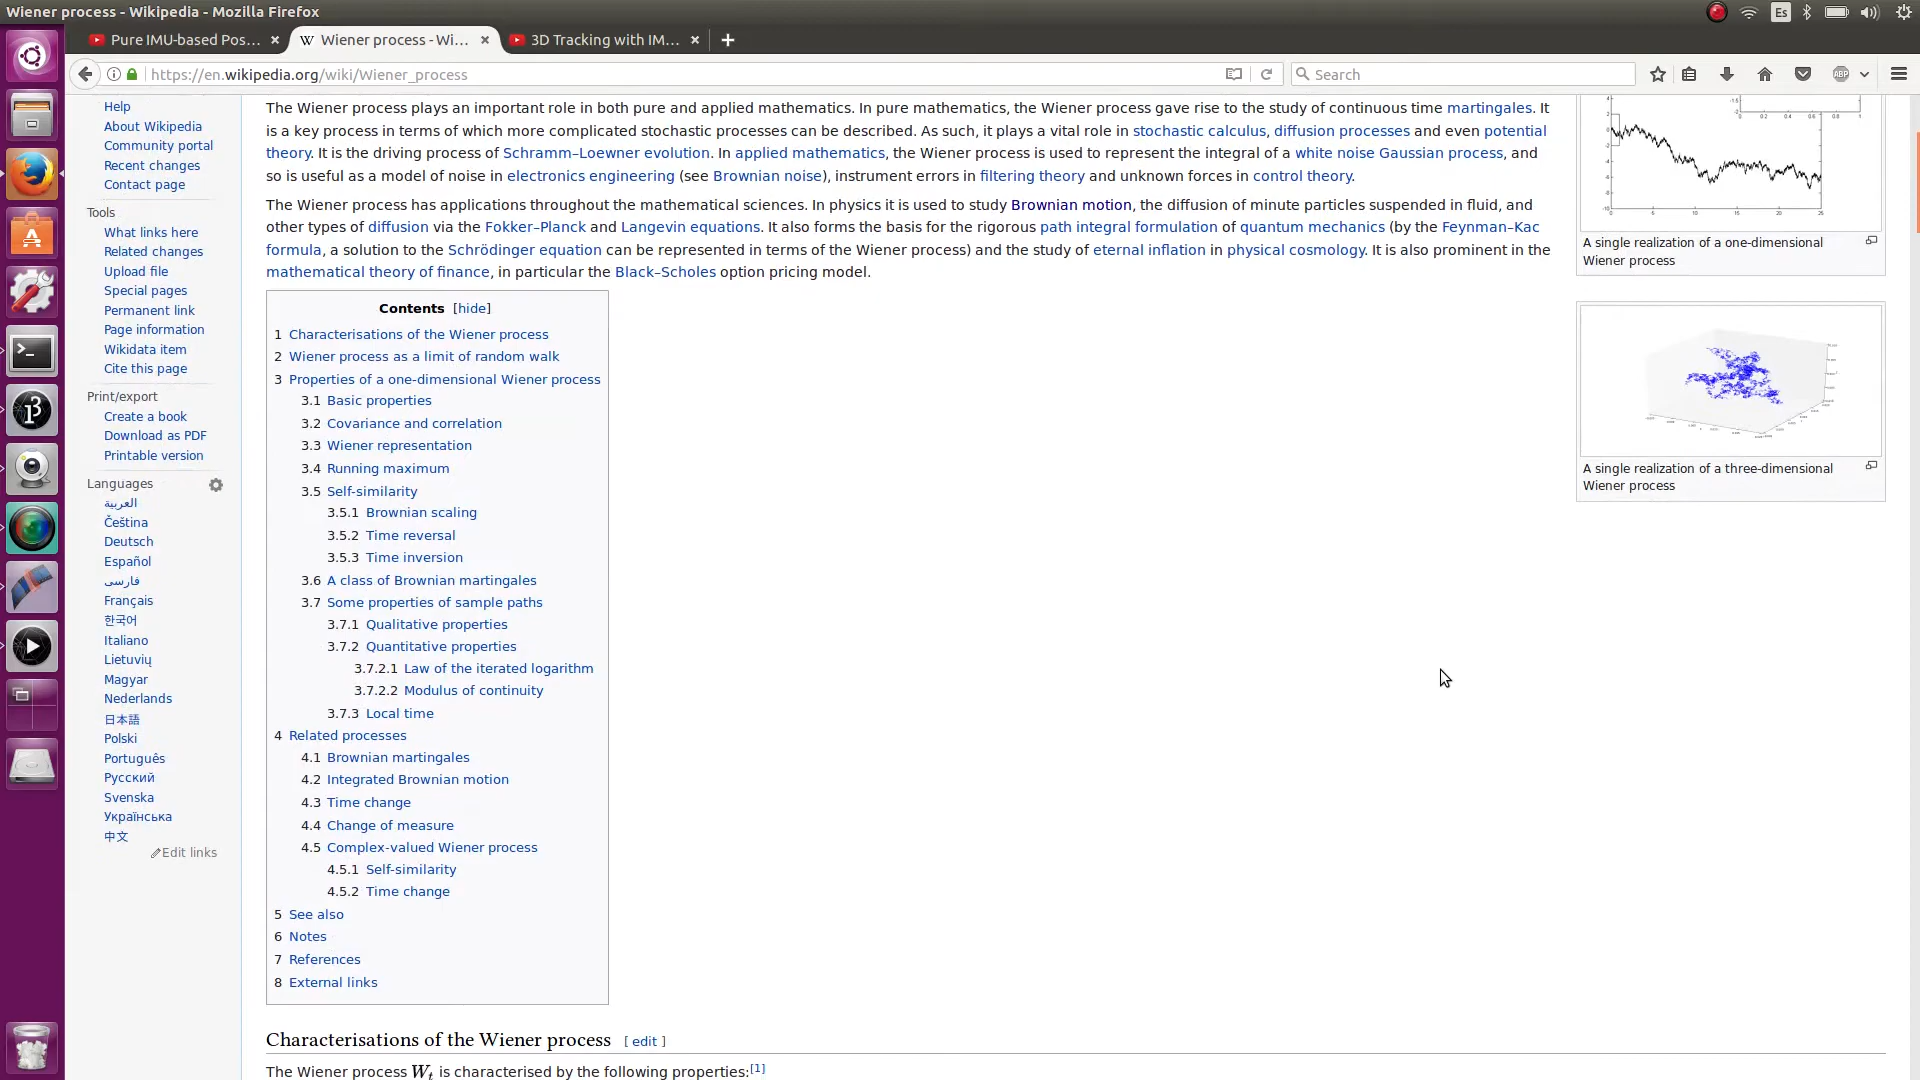 Wiener process - Wikipedia - Mozilla Firefox
Es
Pure IMU-based Pos...
Wiener process - Wi...
3D Tracking with IM...
https://en.wikipedia.org/wiki/Wiener_process
Search
ABP
Help
About Wikipedia
Community portal
Recent changes
Contact page
Tools
What links here
Related changes
Upload file
Special pages
Permanent link
Page information
Wikidata item
Cite this page
Print/export
Create a book
Download as PDF
Printable version
Languages
العربية
Čeština
Deutsch
Español
فارسی
Français
한국어
Italiano
Lietuvių
Magyar
Nederlands
日本語
Polski
Português
Русский
Svenska
Українська
中文
Edit links
The Wiener process plays an important role in both pure and applied mathematics. In pure mathematics, the Wiener process gave rise to the study of continuous time martingales. It
is a key process in terms of which more complicated stochastic processes can be described. As such, it plays a vital role in stochastic calculus, diffusion processes and even potential
theory. It is the driving process of Schramm–Loewner evolution. In applied mathematics, the Wiener process is used to represent the integral of a white noise Gaussian process, and
so is useful as a model of noise in electronics engineering (see Brownian noise), instrument errors in filtering theory and unknown forces in control theory.
The Wiener process has applications throughout the mathematical sciences. In physics it is used to study Brownian motion, the diffusion of minute particles suspended in fluid, and
other types of diffusion via the Fokker–Planck and Langevin equations. It also forms the basis for the rigorous path integral formulation of quantum mechanics (by the Feynman–Kac
formula, a solution to the Schrödinger equation can be represented in terms of the Wiener process) and the study of eternal inflation in physical cosmology. It is also prominent in the
mathematical theory of finance, in particular the Black–Scholes option pricing model.
Contents [hide]
1 Characterisations of the Wiener process
2 Wiener process as a limit of random walk
3 Properties of a one-dimensional Wiener process
3.1 Basic properties
3.2 Covariance and correlation
3.3 Wiener representation
3.4 Running maximum
3.5 Self-similarity
3.5.1 Brownian scaling
3.5.2 Time reversal
3.5.3 Time inversion
3.6 A class of Brownian martingales
3.7 Some properties of sample paths
3.7.1 Qualitative properties
3.7.2 Quantitative properties
3.7.2.1 Law of the iterated logarithm
3.7.2.2 Modulus of continuity
3.7.3 Local time
4 Related processes
4.1 Brownian martingales
4.2 Integrated Brownian motion
4.3 Time change
4.4 Change of measure
4.5 Complex-valued Wiener process
4.5.1 Self-similarity
4.5.2 Time change
5 See also
6 Notes
7 References
8 External links
Characterisations of the Wiener process [ edit ]
The Wiener process Wt is characterised by the following properties:[1]
0 0.2 0.4 0.6 0.8 1
0 5 10 15 20 25
A single realization of a one-dimensional
Wiener process
A single realization of a three-dimensional
Wiener process